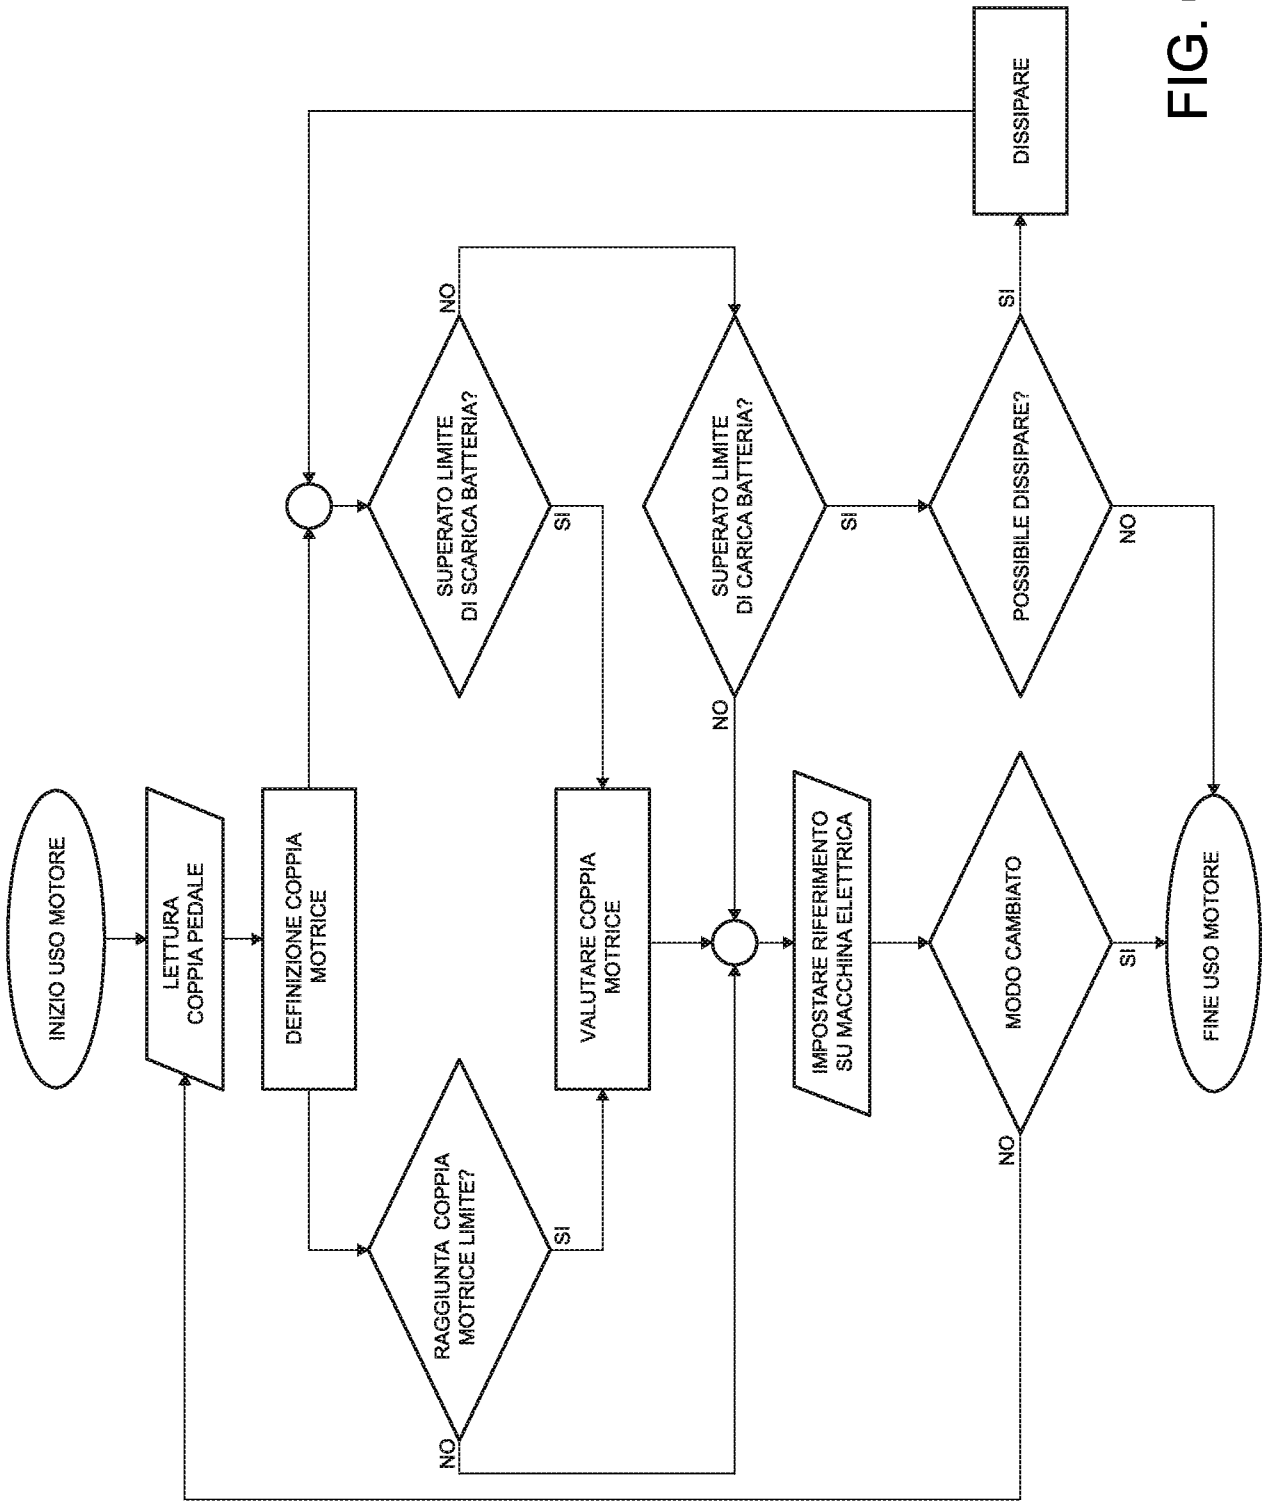 INIZIO USO MOTORE
LETTURA
COPPIA PEDALE
DEFINIZIONE COPPIA
MOTRICE
RAGGIUNTA COPPIA
MOTRICE LIMITE?
NO
SI
SUPERATO LIMITE
DI SCARICA BATTERIA?
NO
SI
VALUTARE COPPIA
MOTRICE
SUPERATO LIMITE
DI CARICA BATTERIA?
NO
SI
IMPOSTARE RIFERIMENTO
SU MACCHINA ELETTRICA
MODO CAMBIATO
NO
SI
POSSIBILE DISSIPARE?
SI
NO
DISSIPARE
FINE USO MOTORE
FIG.